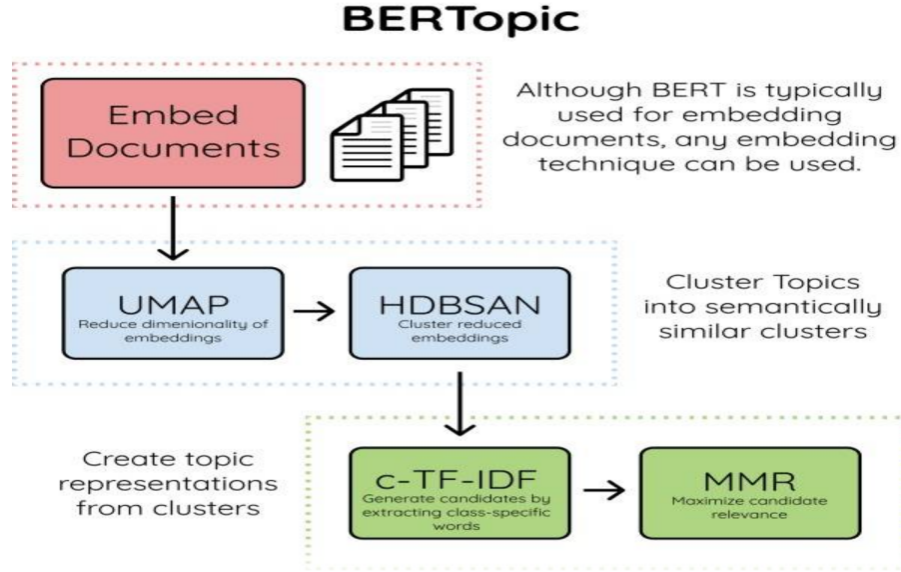 BERTopic
Embed
Documents
Although BERT is typically
used for embedding
documents, any embedding
technique can be used.
UMAP
Reduce dimenionality of
embeddings
HDBSAN
Cluster reduced
embeddings
Cluster Topics
into semantically
similar clusters
Create topic
representations
from clusters
c-TF-IDF
Generate candidates by
extracting class-specific
words
MMR
Maximize candidate
relevance